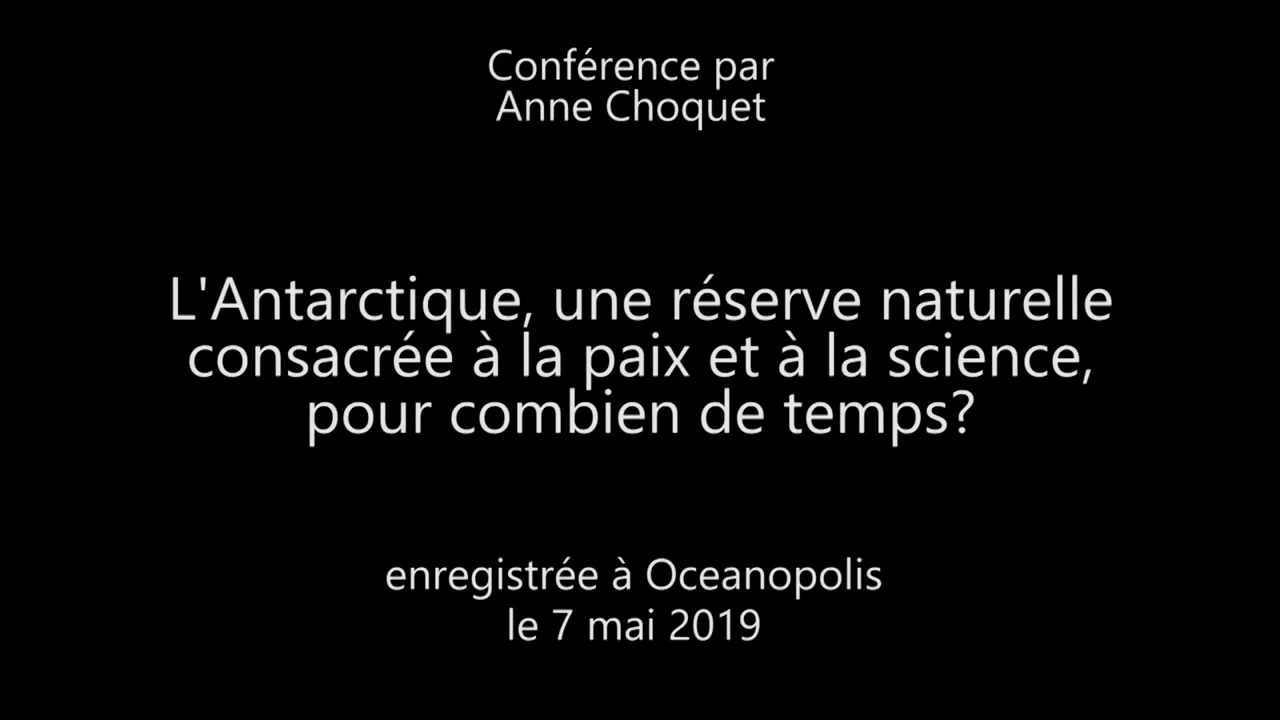 Conférence par
Anne Choquet
L'Antarctique, une réserve naturelle
consacrée à la paix et à la science,
pour combien de temps?
enregistrée à Oceanopolis
le 7 mai 2019